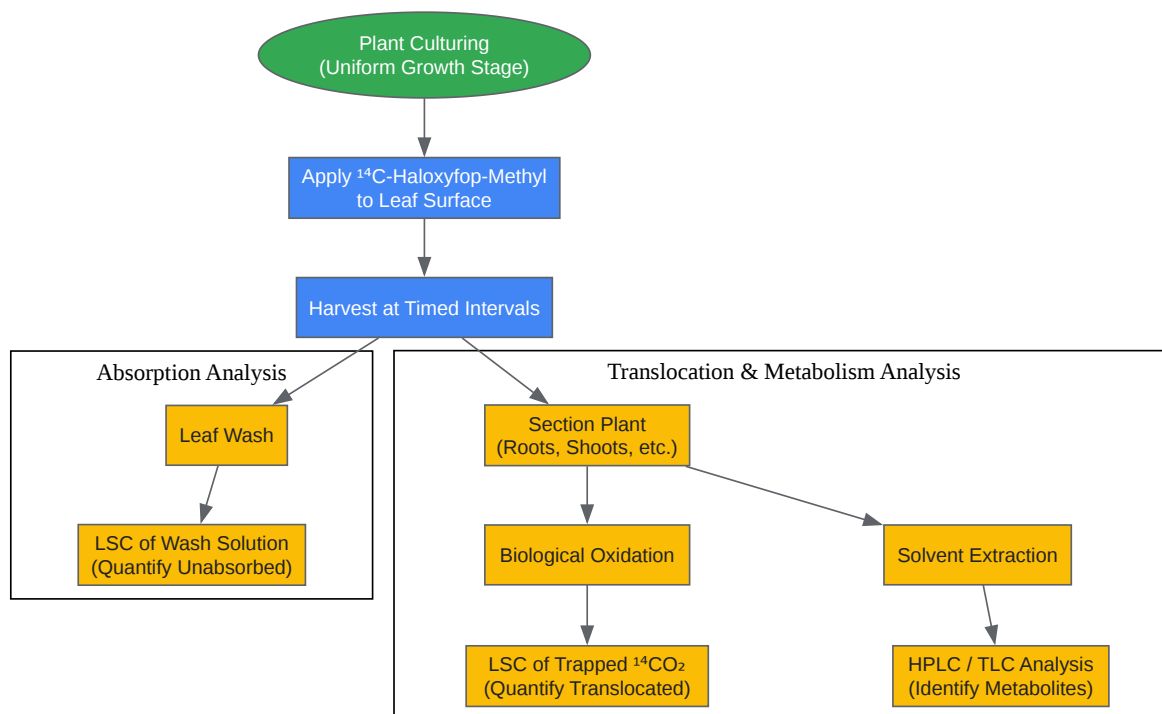 Plant Culturing
(Uniform Growth Stage)
Apply ¹⁴C-Haloxyfop-Methyl
to Leaf Surface
Harvest at Timed Intervals
Absorption Analysis
Leaf Wash
LSC of Wash Solution
(Quantify Unabsorbed)
Translocation & Metabolism Analysis
Section Plant
(Roots, Shoots, etc.)
Biological Oxidation
Solvent Extraction
LSC of Trapped ¹⁴CO₂
(Quantify Translocated)
HPLC / TLC Analysis
(Identify Metabolites)